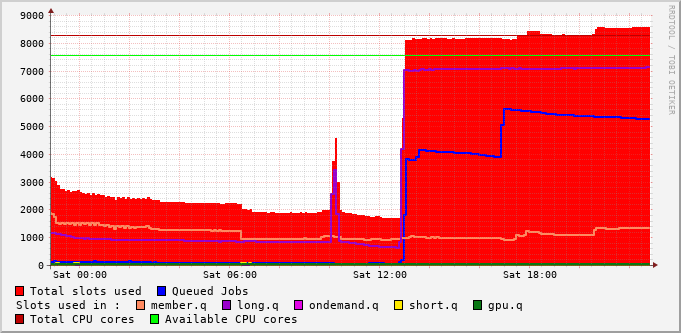 9000
8000
7000
6000
5000
4000
3000
2000
1000
0
Sat 00:00 Sat 06:00 Sat 12:00 Sat 18:00
RRDTOOL / TOBI OETIKER
Total slots used Queued Jobs
Slots used in : member.q long.q ondemand.q short.q gpu.q
Total CPU cores Available CPU cores